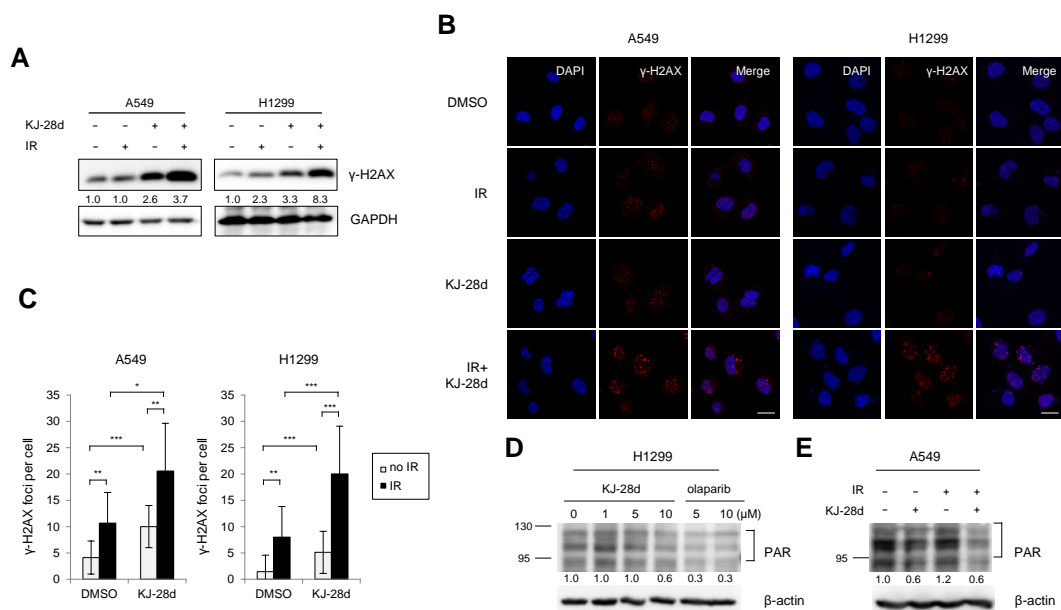 A
A549 H1299
KJ-28d – – + + – – + +
IR – + – + – + – +
γ-H2AX
1.0 1.0 2.6 3.7 1.0 2.3 3.3 8.3
GAPDH
B
A549 H1299
DAPI γ-H2AX Merge DAPI γ-H2AX Merge
DMSO
IR
KJ-28d
IR+
KJ-28d
C
A549 H1299
γ-H2AX foci per cell
35
30
25
20
15
10
5
0
* ** *** **
DMSO KJ-28d
γ-H2AX foci per cell
35
30
25
20
15
10
5
0
*** *** *** **
DMSO KJ-28d
no IR
IR
D
H1299
KJ-28d olaparib
0 1 5 10 5 10 (μM)
130
95
PAR
1.0 1.0 1.0 0.6 0.3 0.3
β-actin
E
A549
IR – – + +
KJ-28d – + – +
95
PAR
1.0 0.6 1.2 0.6
β-actin